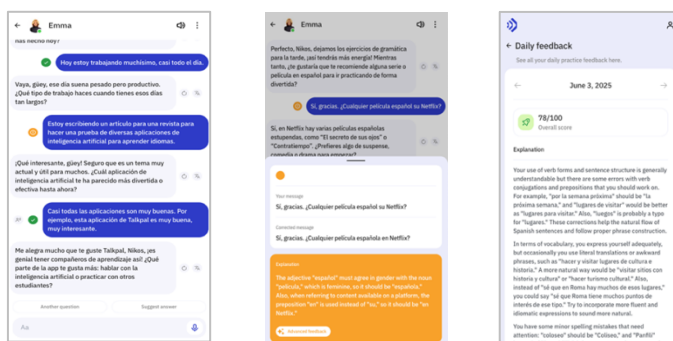 Emma
nas hecho hoy?
Hoy estoy trabajando muchísimo, casi todo el día.
Vaya, güey, ese día suena pesado pero productivo.
¿Qué tipo de trabajo haces cuando tienes esos días
tan largos?
Estoy escribiendo un artículo para una revista para
hacer una prueba de diversas aplicaciones de
inteligencia artificial para aprender idiomas.
¡Qué interesante, güey! Seguro que es un tema muy
actual y útil para muchos. ¿Cuál aplicación de
inteligencia artificial te ha parecido más divertida o
efectiva hasta ahora?
Casi todas las aplicaciones son muy buenas. Por
ejemplo, esta aplicación de Talkpal es muy buena,
muy interesante.
Me alegra mucho que te guste Talkpal, Nikos, ¡es
genial tener compañeros de aprendizaje así! ¿Qué
parte de la app te gusta más: hablar con la
inteligencia artificial o practicar con otros
estudiantes?
Another question
Suggest answer
Aa
Emma
Perfecto, Nikos, dejamos los ejercicios de gramática
para la tarde, ¡así tendrás más energía! Mientras
tanto, ¿te gustaría que te recomiende alguna serie o
película en español para ir practicando de forma
divertida?
Si, gracias. ¿Cualquier película español su Netflix?
Sí, en Netflix hay varias películas españolas
estupendas, como "El secreto de sus ojos" o
"Contratiempo". ¿Prefieres algo de suspense,
comedia o drama para empezar?
Your message
Si, gracias. ¿Cualquier película español su Netflix?
Corrected message
Sí, gracias. ¿Cualquier película española en Netflix?
Explanation
The adjective "español" must agree in gender with the noun
"película," which is feminine, so it should be "española."
Also, when referring to content available on a platform, the
preposition "en" is used instead of "su," so it should be "en
Netflix."
Advanced feedback
Daily feedback
See all your daily practice feedback here.
June 3, 2025
78/100
Overall score
Explanation
Your use of verb forms and sentence structure is generally
understandable but there are some errors with verb
conjugations and prepositions that you should work on.
For example, "por la semana próxima" should be "la
próxima semana," and "lugares de visitar" would be better
as "lugares para visitar." Also, "luegos" is probably a typo
for "lugares." These corrections help the natural flow of
Spanish sentences and follow proper phrase construction.
In terms of vocabulary, you express yourself adequately,
but occasionally you use literal translations or awkward
phrases, such as "hacer y visitar lugares de cultura e
historia." A more natural way would be "visitar sitios con
historia y cultura" or "hacer turismo cultural." Also,
instead of "sé que en Roma hay muchos de esos lugares,"
you could say "sé que Roma tiene muchos puntos de
interés de ese tipo." Try to incorporate more fluent and
idiomatic expressions to sound more natural.
You have some minor spelling mistakes that need
attention: "coloses" should be "Coliseo," and "Parifii"